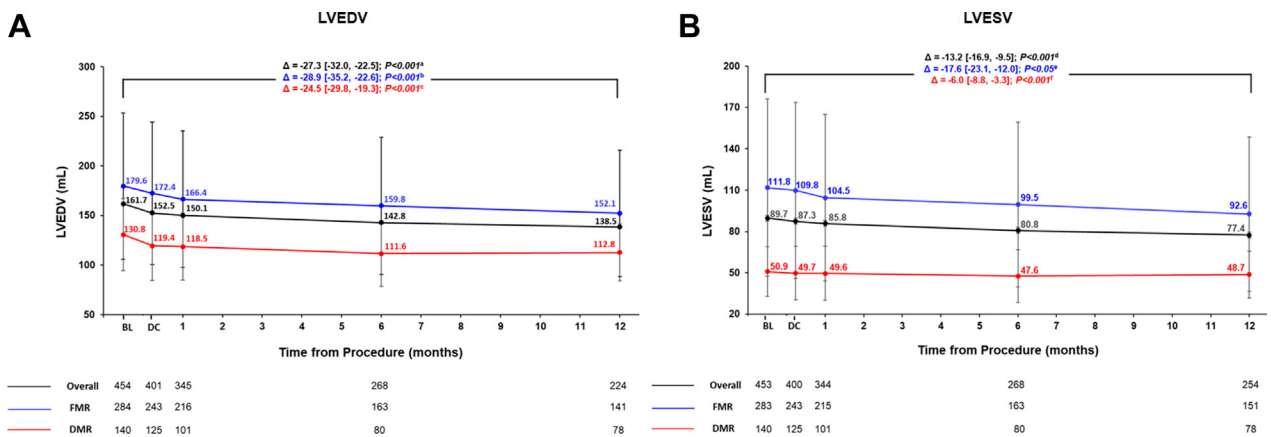 A
LVEDV
Δ = -27.3 [-32.0, -22.5]; P<0.001ᵃ
Δ = -28.9 [-35.2, -22.6]; P<0.001ᵇ
Δ = -24.5 [-29.8, -19.3]; P<0.001ᶜ
300
250
200
150
100
50
LVEDV (mL)
179.6 172.4 166.4 159.8 152.1
161.7 152.5 150.1 142.8 138.5
130.8 119.4 118.5 111.6 112.8
BL DC 1 2 3 4 5 6 7 8 9 10 11 12
Time from Procedure (months)
Overall 454 401 345 268 224
FMR 284 243 216 163 141
DMR 140 125 101 80 78
B
LVESV
Δ = -13.2 [-16.9, -9.5]; P<0.001ᵈ
Δ = -17.6 [-23.1, -12.0]; P<0.05ᵉ
Δ = -6.0 [-8.8, -3.3]; P<0.001ᶠ
200
170
140
110
80
50
20
LVESV (mL)
111.8 109.8 104.5 99.5 92.6
89.7 87.3 85.8 80.8 77.4
50.9 49.7 49.6 47.6 48.7
BL DC 1 2 3 4 5 6 7 8 9 10 11 12
Time from Procedure (months)
Overall 453 400 344 268 254
FMR 283 243 215 163 151
DMR 140 125 101 80 78